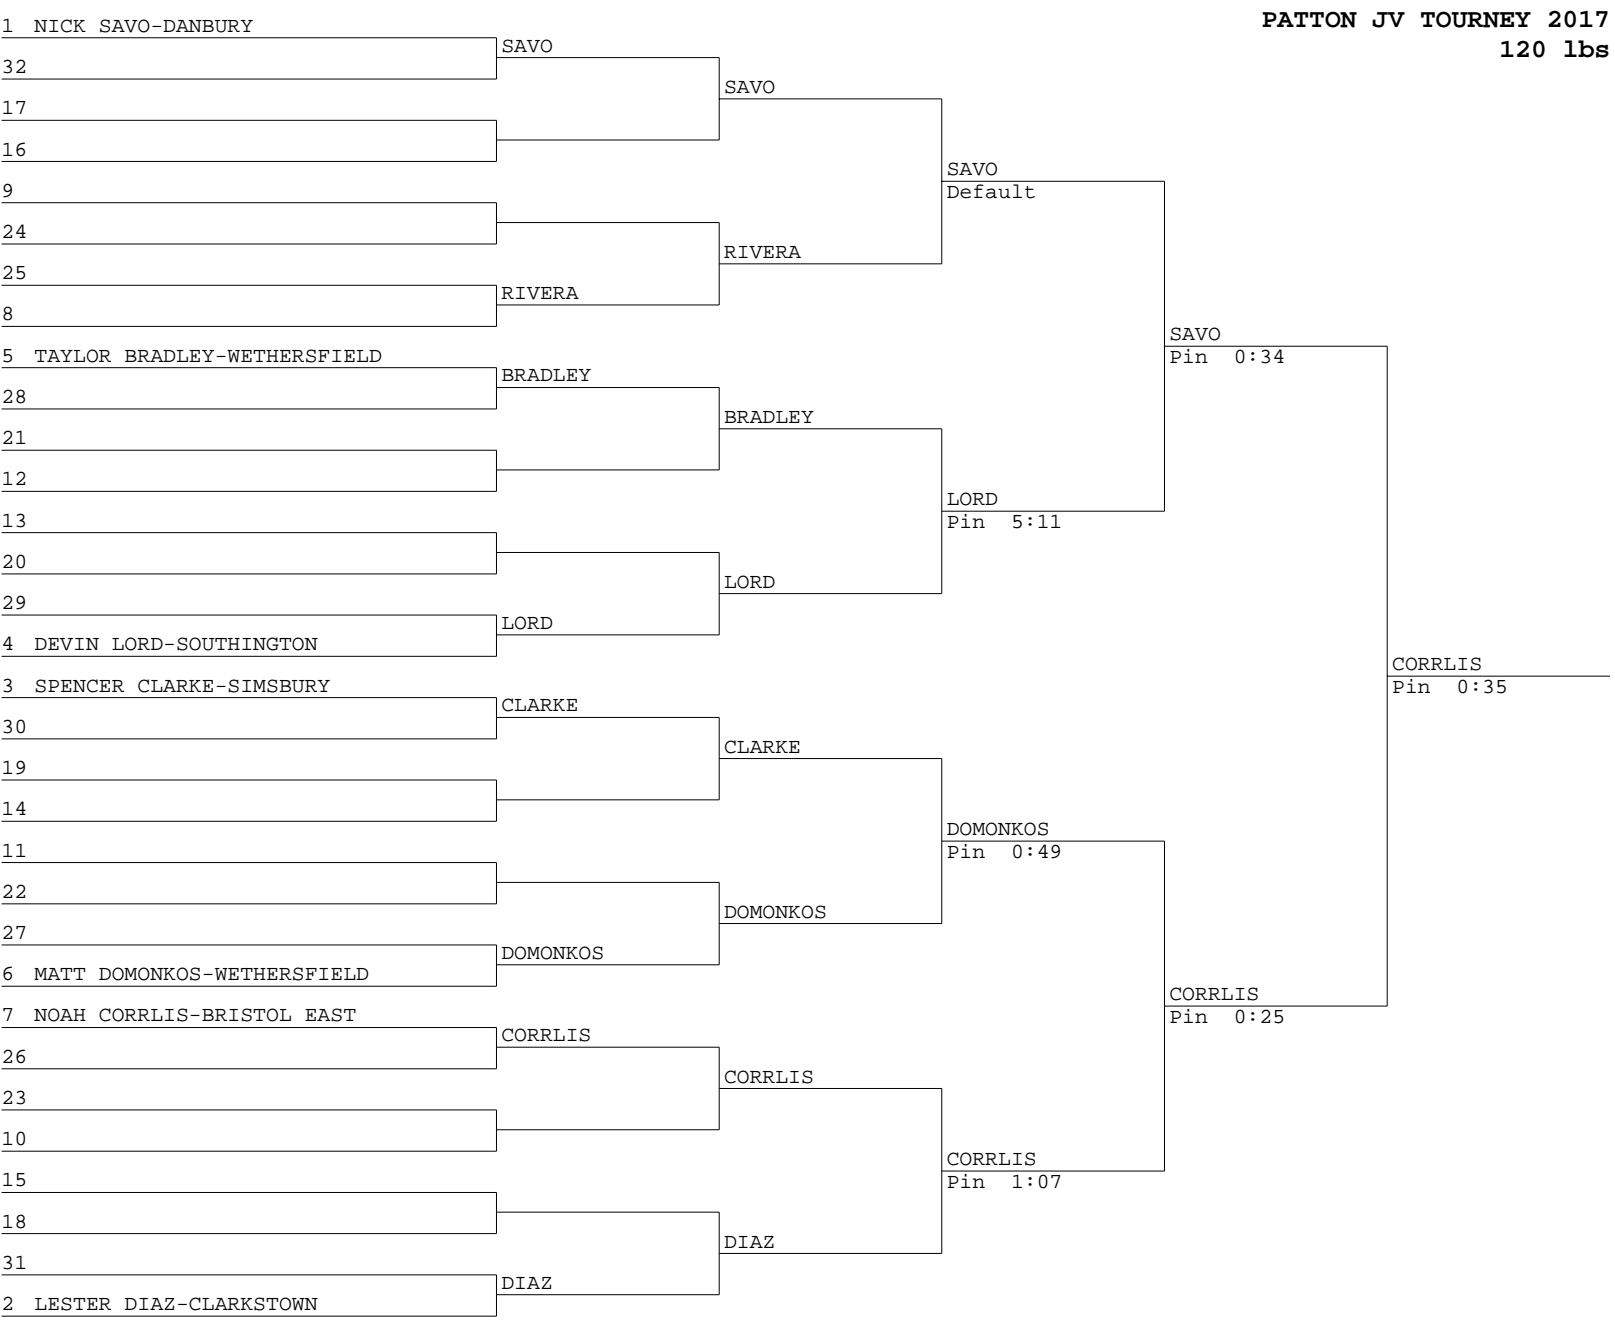 PATTON JV TOURNEY 2017
120 lbs
1 NICK SAVO-DANBURY
32
17
16
9
24
25
8
5 TAYLOR BRADLEY-WETHERSFIELD
28
21
12
13
20
29
4 DEVIN LORD-SOUTHINGTON
3 SPENCER CLARKE-SIMSBURY
30
19
14
11
22
27
6 MATT DOMONKOS-WETHERSFIELD
7 NOAH CORRLIS-BRISTOL EAST
26
23
10
15
18
31
2 LESTER DIAZ-CLARKSTOWN
SAVO
RIVERA
BRADLEY
LORD
CLARKE
DOMONKOS
CORRLIS
DIAZ
SAVO
RIVERA
BRADLEY
LORD
CLARKE
DOMONKOS
CORRLIS
DIAZ
SAVO
Default
LORD
Pin 5:11
DOMONKOS
Pin 0:49
CORRLIS
Pin 1:07
SAVO
Pin 0:34
CORRLIS
Pin 0:25
CORRLIS
Pin 0:35